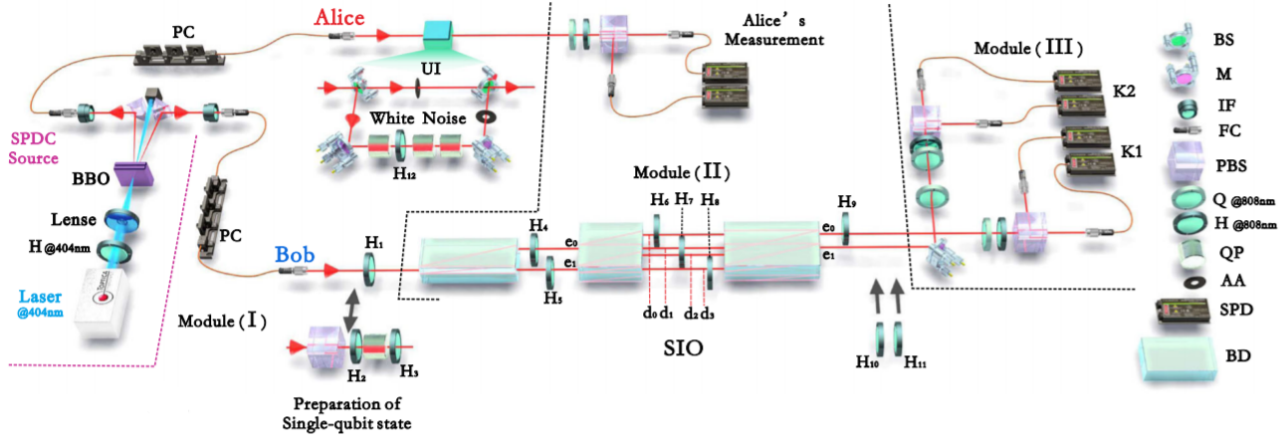 PC
Alice
UI
White Noise
H12
Alice's
Measurement
Module (III)
K2
K1
SPDC
Source
BBO
Lense
H @404nm
Laser
@404nm
PC
Bob
H1
Module (I)
H2
H3
Preparation of
Single-qubit state
Module (II)
H4
H5
e0
e1
H6
H7
H8
d0 d1 d2 d3
SIO
H9
e0
e1
H10
H11
BS
M
IF
FC
PBS
Q @808nm
H @808nm
QP
AA
SPD
BD